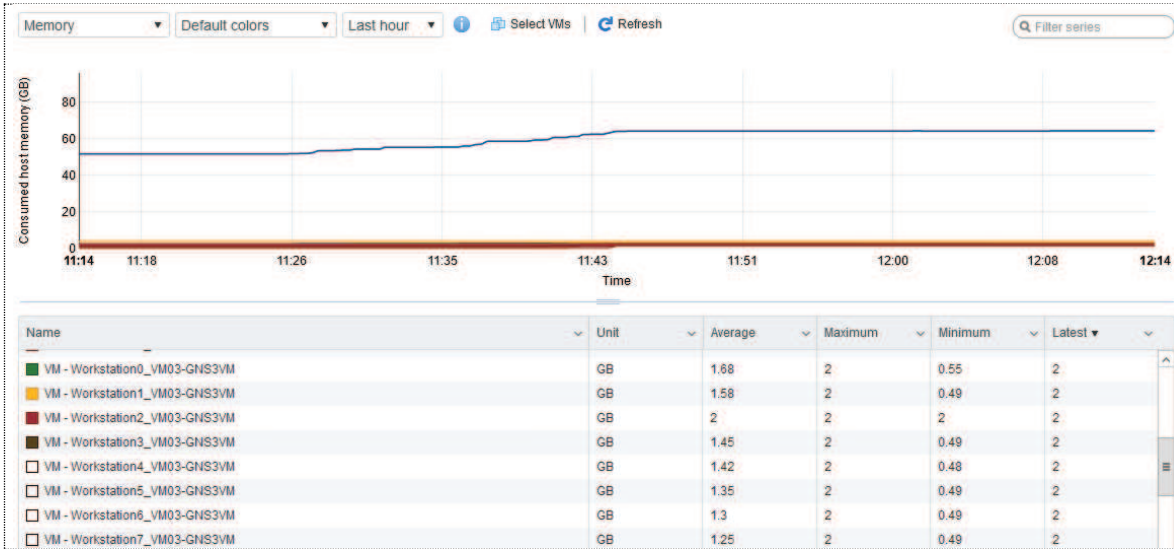 Memory Default colors Last hour Select VMs Refresh Filter series
Consumed host memory (GB)
80
60
40
20
0
11:14 11:18 11:26 11:35 11:43 11:51 12:00 12:08 12:14
Time
Name Unit Average Maximum Minimum Latest
VM - Workstation0_VM03-GNS3VM GB 1.68 2 0.55 2
VM - Workstation1_VM03-GNS3VM GB 1.58 2 0.49 2
VM - Workstation2_VM03-GNS3VM GB 2 2 2 2
VM - Workstation3_VM03-GNS3VM GB 1.45 2 0.49 2
VM - Workstation4_VM03-GNS3VM GB 1.42 2 0.48 2
VM - Workstation5_VM03-GNS3VM GB 1.35 2 0.49 2
VM - Workstation6_VM03-GNS3VM GB 1.3 2 0.49 2
VM - Workstation7_VM03-GNS3VM GB 1.25 2 0.49 2